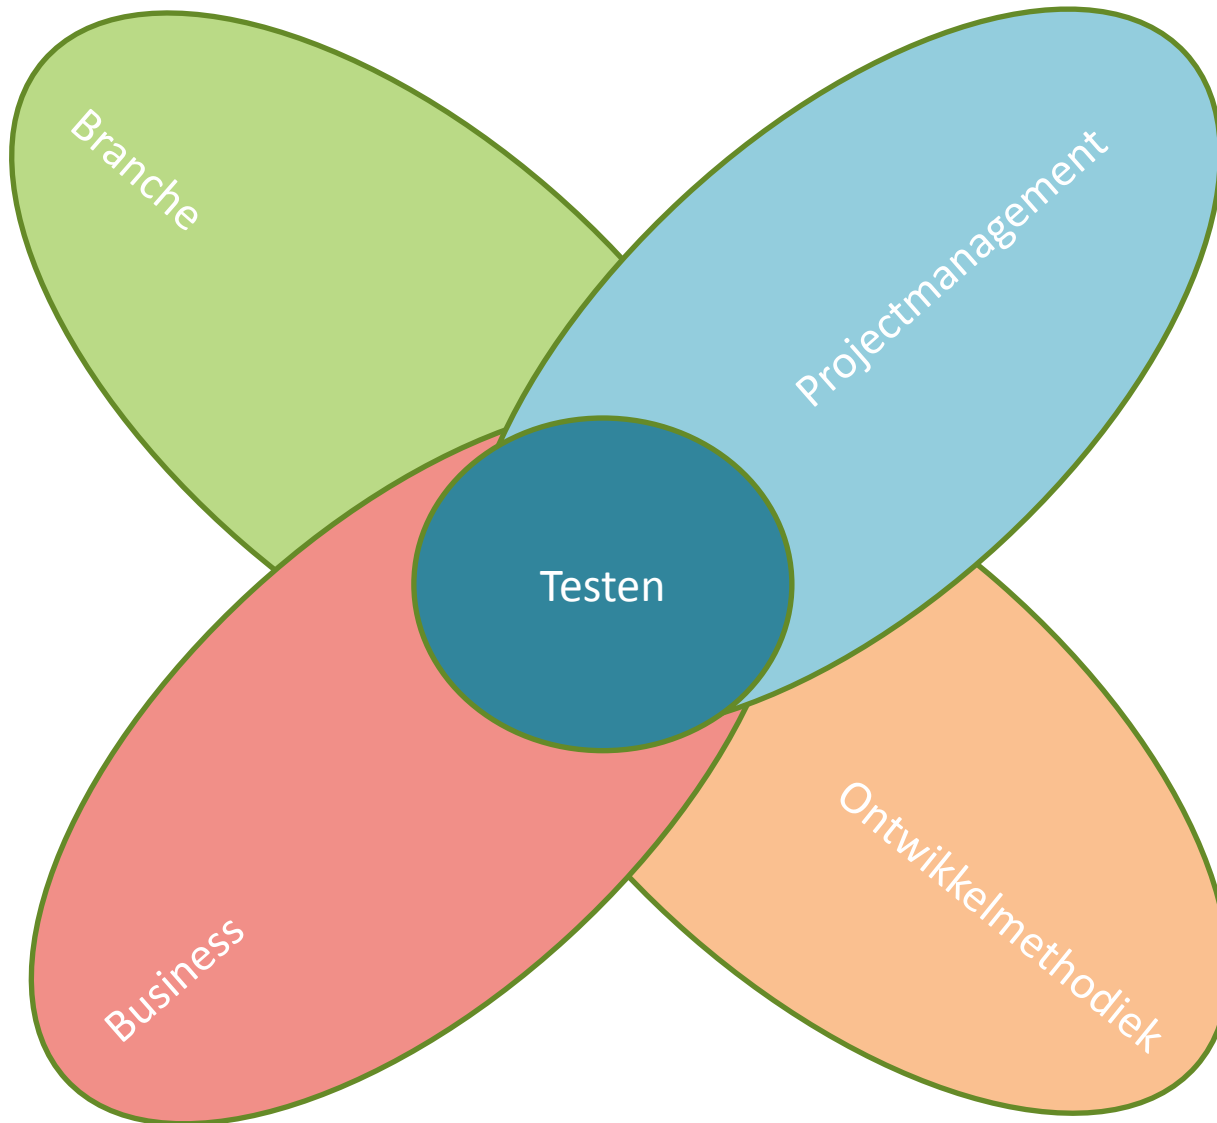 Branche
Projectmanagement
Testen
Ontwikkelmethodiek
Business